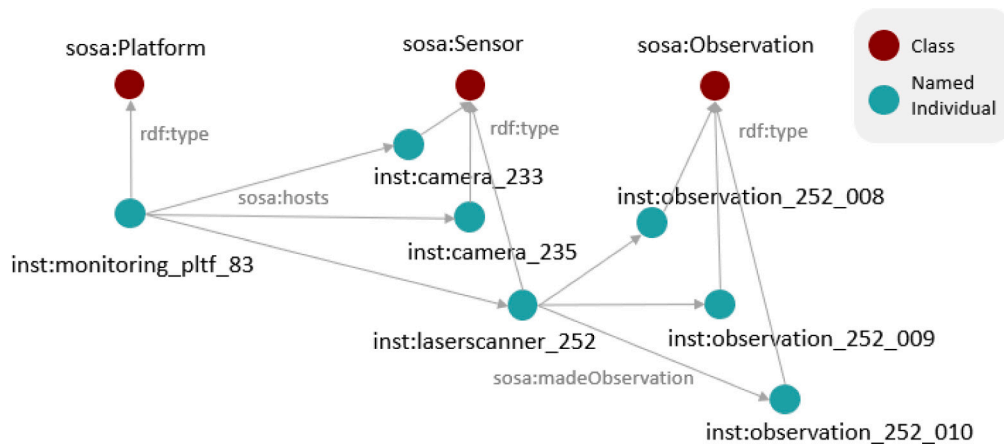 sosa:Platform
sosa:Sensor
sosa:Observation
Class
Named
Individual
rdf:type
rdf:type
rdf:type
inst:camera_233
sosa:hosts
inst:observation_252_008
inst:camera_235
inst:monitoring_pltf_83
inst:laserscanner_252
inst:observation_252_009
sosa:madeObservation
inst:observation_252_010